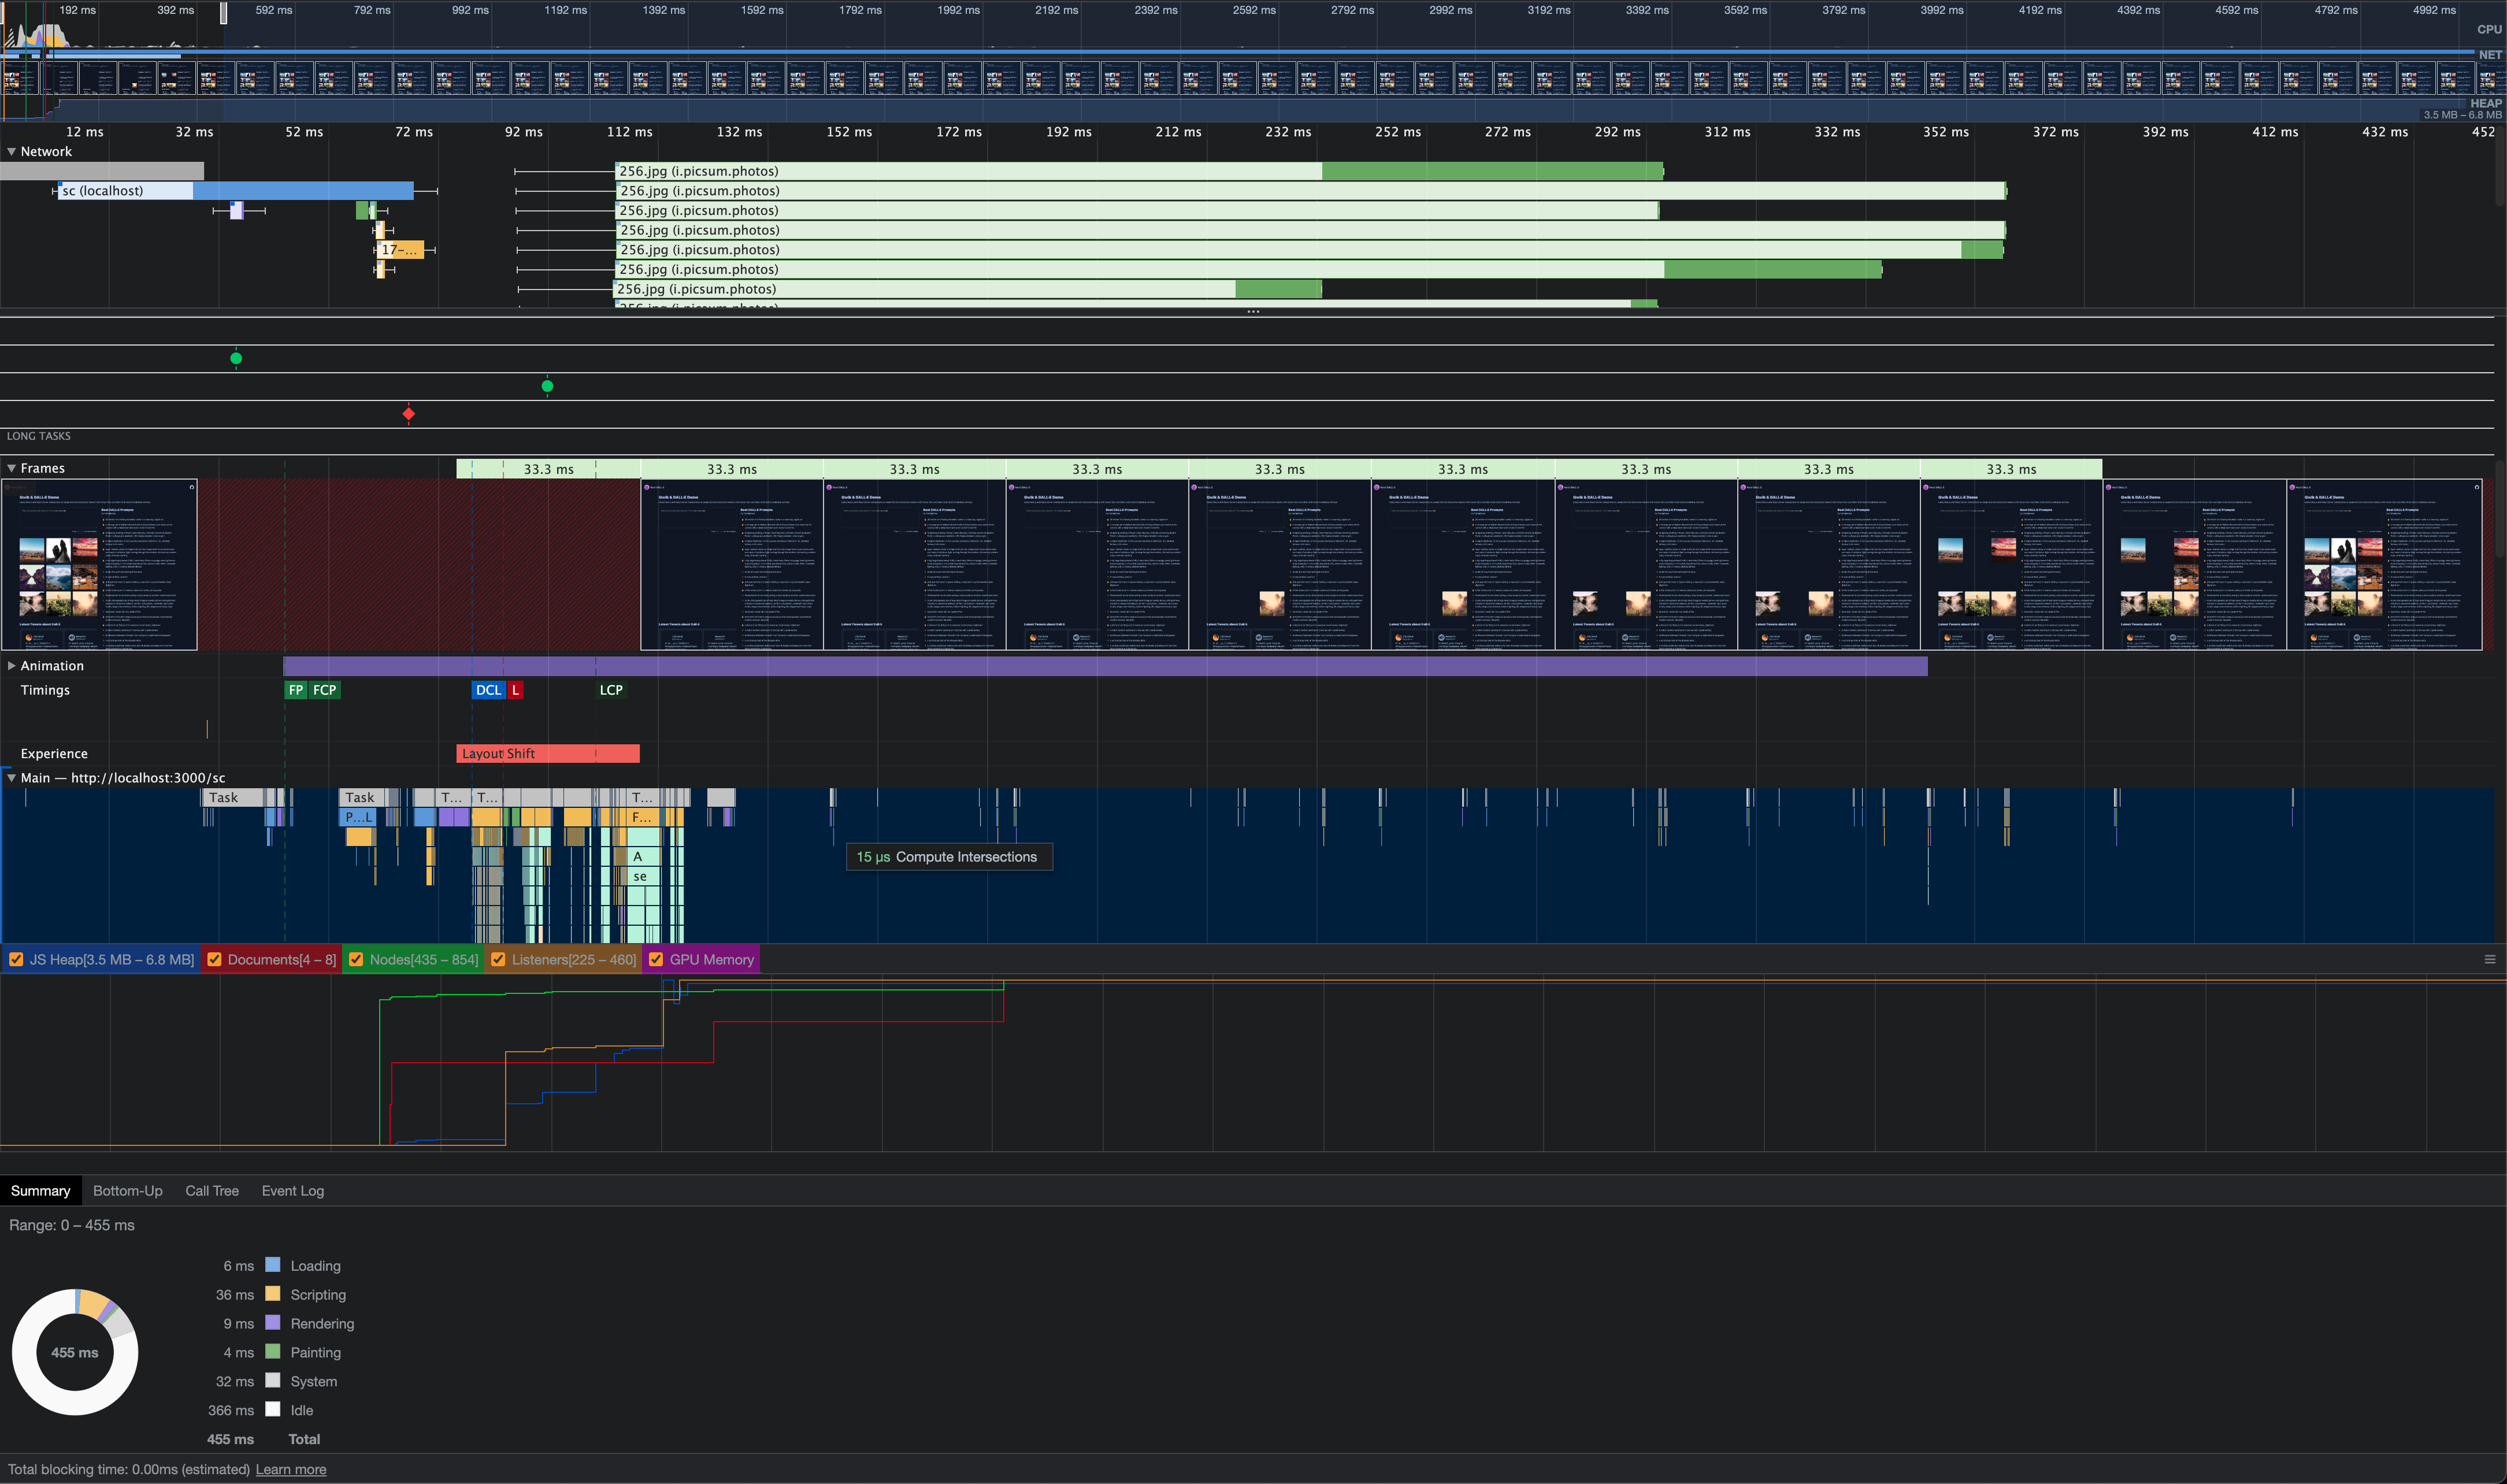 192 ms 392 ms 592 ms 792 ms 992 ms 1192 ms 1392 ms 1592 ms 1792 ms 1992 ms 2192 ms 2392 ms 2592 ms 2792 ms 2992 ms 3192 ms 3392 ms 3592 ms 3792 ms 3992 ms 4192 ms 4392 ms 4592 ms 4792 ms 4992 ms
CPU
NET
HEAP
3.5 MB – 6.8 MB
12 ms 32 ms 52 ms 72 ms 92 ms 112 ms 132 ms 152 ms 172 ms 192 ms 212 ms 232 ms 252 ms 272 ms 292 ms 312 ms 332 ms 352 ms 372 ms 392 ms 412 ms 432 ms 452
Network
256.jpg (i.picsum.photos)
sc (localhost) 256.jpg (i.picsum.photos)
256.jpg (i.picsum.photos)
256.jpg (i.picsum.photos)
17-... 256.jpg (i.picsum.photos)
256.jpg (i.picsum.photos)
256.jpg (i.picsum.photos)
256.jpg (i.picsum.photos)
LONG TASKS
Frames 33.3 ms 33.3 ms 33.3 ms 33.3 ms 33.3 ms 33.3 ms 33.3 ms 33.3 ms 33.3 ms
Animation
Timings FP FCP DCL L LCP
Experience Layout Shift
Main — http://localhost:3000/sc
Task Task T... T... T...
P...L F...
A
15 μs Compute Intersections
se
JS Heap[3.5 MB – 6.8 MB] Documents[4 – 8] Nodes[435 – 854] Listeners[225 – 460] GPU Memory
Summary Bottom-Up Call Tree Event Log
Range: 0 – 455 ms
6 ms Loading
36 ms Scripting
9 ms Rendering
455 ms
4 ms Painting
32 ms System
366 ms Idle
455 ms Total
Total blocking time: 0.00ms (estimated) Learn more